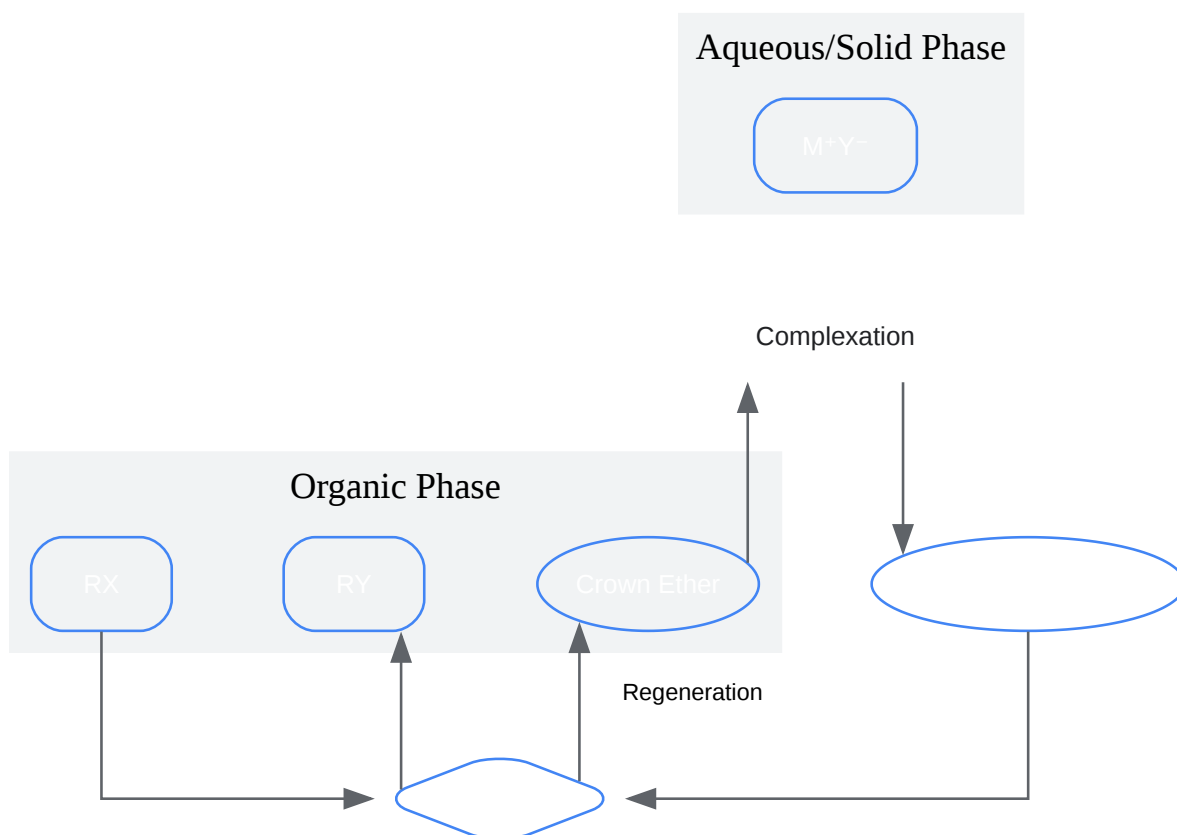 Aqueous/Solid Phase
M⁺Y⁻
Complexation
Organic Phase
RX
RY
Crown Ether
Regeneration